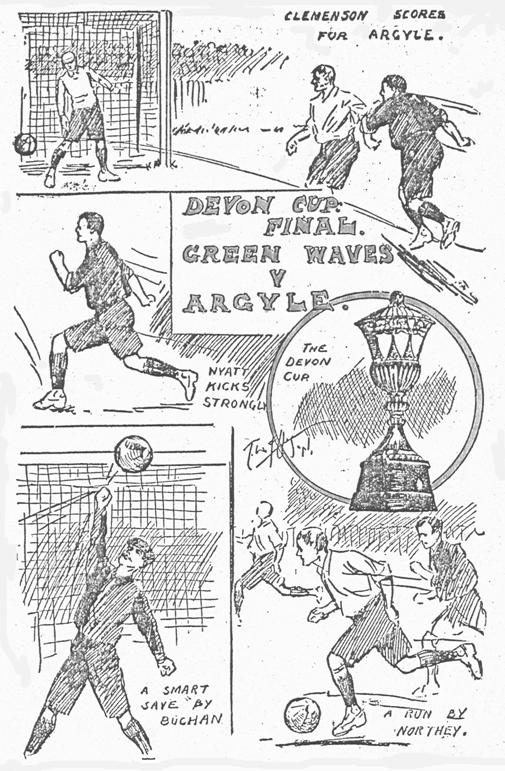 CLEMENSON SCORES
FOR ARGYLE.
DEVON CUP
FINAL.
GREEN WAVES
V
ARGYLE.
THE
DEVON
CUP
NYATT
KICKS
STRONGLY
A SMART
SAVE BY
BUCHAN
A RUN BY
NORTHEY.